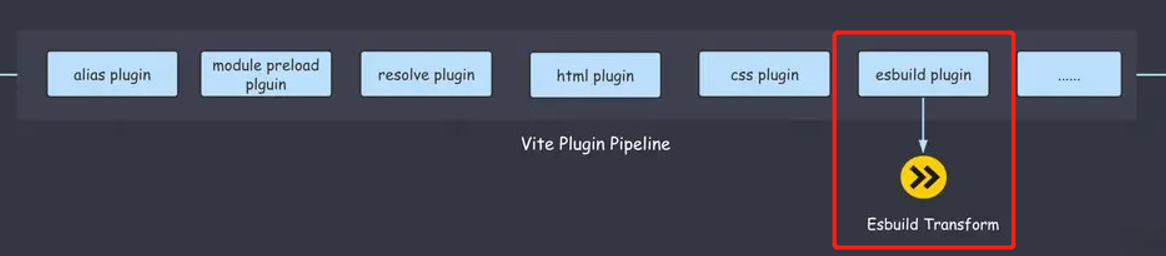 alias plugin
module preload
plguin
resolve plugin
html plugin
css plugin
esbuild plugin
......
Vite Plugin Pipeline
Esbuild Transform